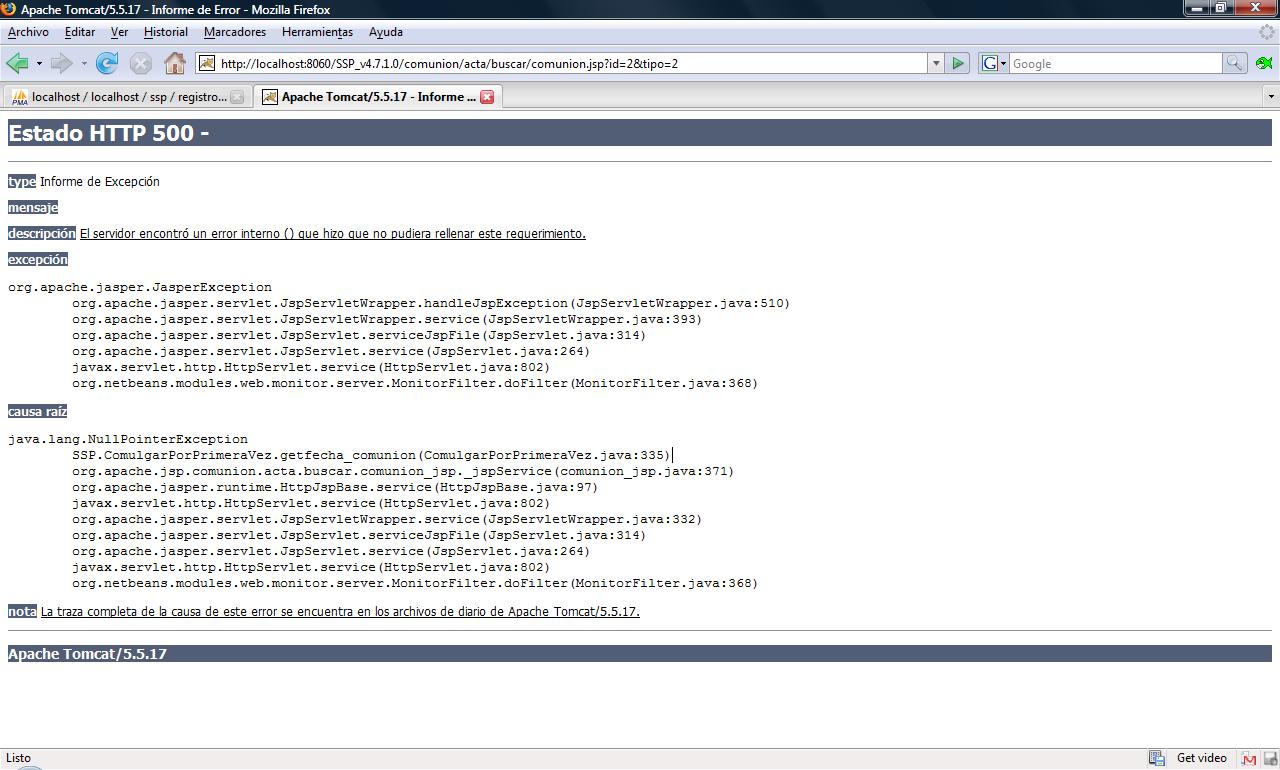 Apache Tomcat/5.5.17 - Informe de Error - Mozilla Firefox
Archivo Editar Ver Historial Marcadores Herramientas Ayuda
http://localhost:8060/SSP_v4.7.1.0/comunion/acta/buscar/comunion.jsp?id=2&tipo=2
G Google
PMA localhost / localhost / ssp / registro...
Apache Tomcat/5.5.17 - Informe ...
Estado HTTP 500 -
type Informe de Excepción
mensaje
descripción El servidor encontró un error interno () que hizo que no pudiera rellenar este requerimiento.
excepción
org.apache.jasper.JasperException
org.apache.jasper.servlet.JspServletWrapper.handleJspException(JspServletWrapper.java:510)
org.apache.jasper.servlet.JspServletWrapper.service(JspServletWrapper.java:393)
org.apache.jasper.servlet.JspServlet.serviceJspFile(JspServlet.java:314)
org.apache.jasper.servlet.JspServlet.service(JspServlet.java:264)
javax.servlet.http.HttpServlet.service(HttpServlet.java:802)
org.netbeans.modules.web.monitor.server.MonitorFilter.doFilter(MonitorFilter.java:368)
causa raíz
java.lang.NullPointerException
SSP.ComulgarPorPrimeraVez.getfecha_comunion(ComulgarPorPrimeraVez.java:335)
org.apache.jsp.comunion.acta.buscar.comunion_jsp._jspService(comunion_jsp.java:371)
org.apache.jasper.runtime.HttpJspBase.service(HttpJspBase.java:97)
javax.servlet.http.HttpServlet.service(HttpServlet.java:802)
org.apache.jasper.servlet.JspServletWrapper.service(JspServletWrapper.java:332)
org.apache.jasper.servlet.JspServlet.serviceJspFile(JspServlet.java:314)
org.apache.jasper.servlet.JspServlet.service(JspServlet.java:264)
javax.servlet.http.HttpServlet.service(HttpServlet.java:802)
org.netbeans.modules.web.monitor.server.MonitorFilter.doFilter(MonitorFilter.java:368)
nota La traza completa de la causa de este error se encuentra en los archivos de diario de Apache Tomcat/5.5.17.
Apache Tomcat/5.5.17
Listo
Get video